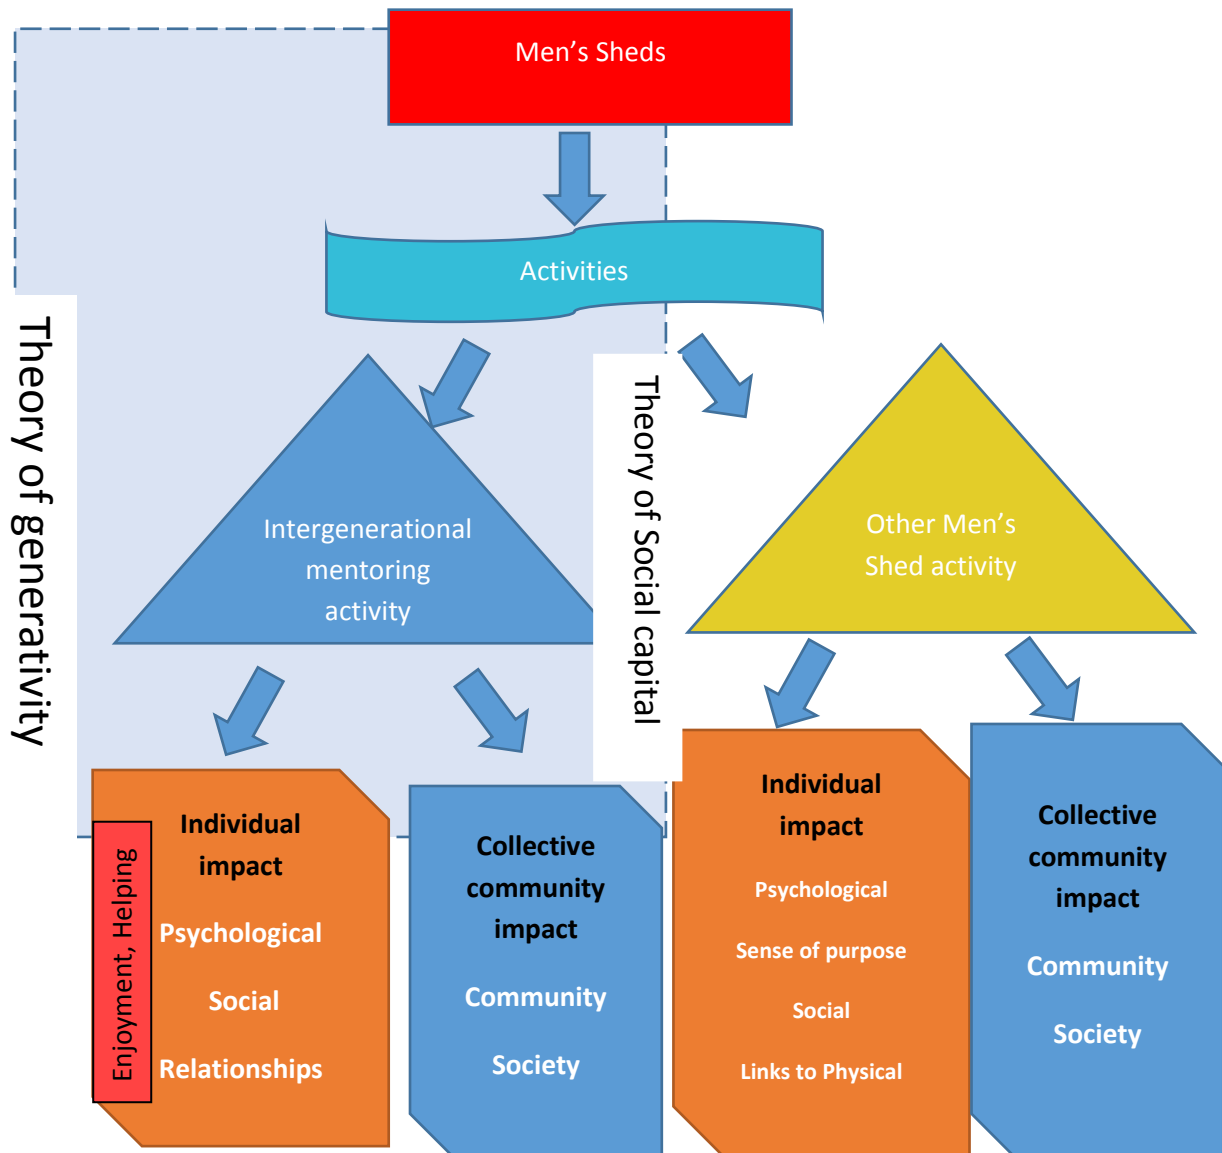 Men’s Sheds
Activities
Theory of generativity
Theory of Social capital
Intergenerational
mentoring
activity
Other Men’s
Shed activity
Individual
impact
Psychological
Social
Relationships
Enjoyment, Helping
Collective
community
impact
Community
Society
Individual
impact
Psychological
Sense of purpose
Social
Links to Physical
Collective
community
impact
Community
Society